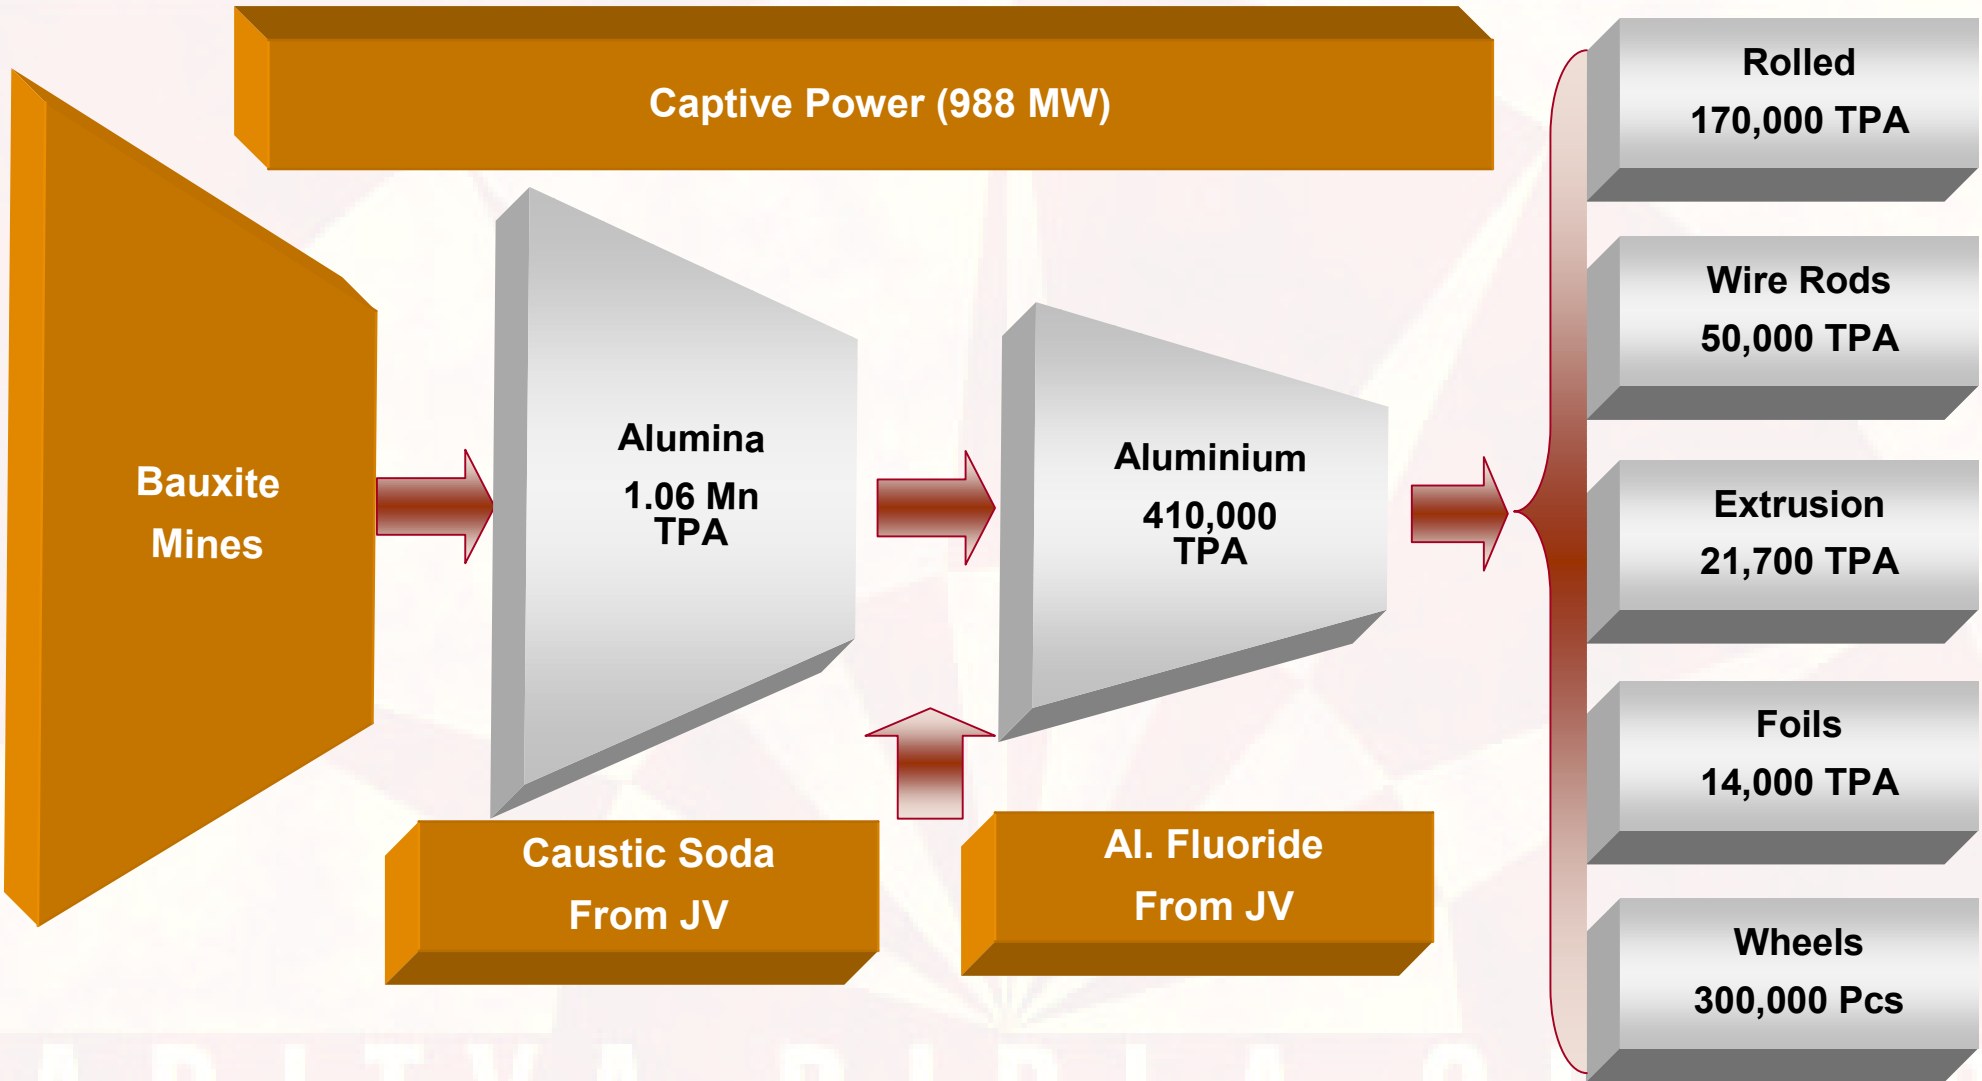 Captive Power (988 MW)
Bauxite
Mines
Alumina
1.06 Mn
TPA
Aluminium
410,000
TPA
Caustic Soda
From JV
Al. Fluoride
From JV
Rolled
170,000 TPA
Wire Rods
50,000 TPA
Extrusion
21,700 TPA
Foils
14,000 TPA
Wheels
300,000 Pcs
ADITYA BIRLA